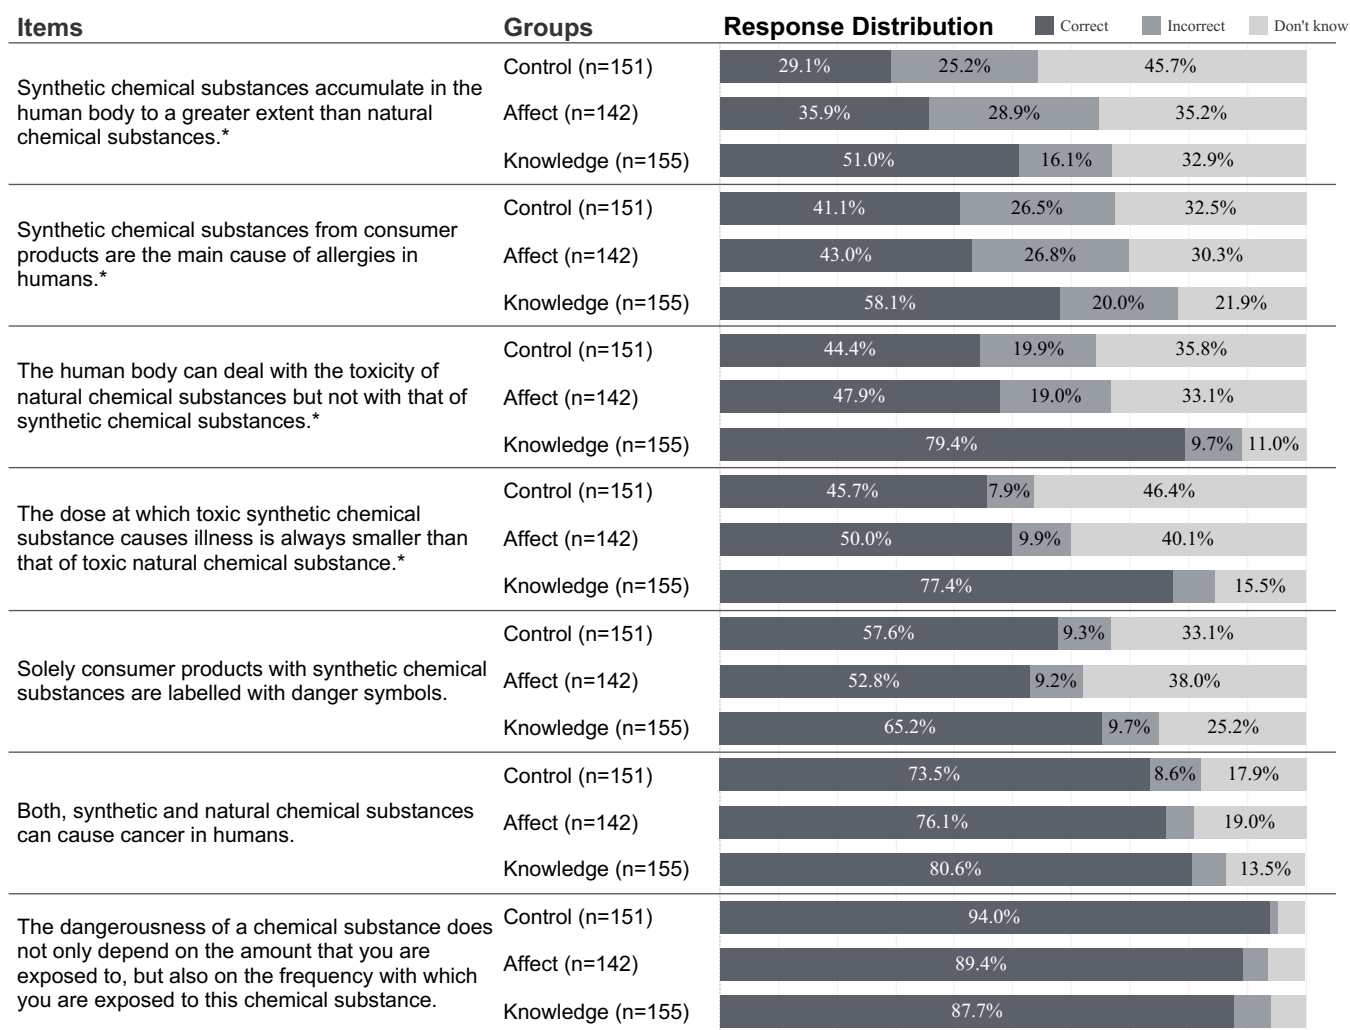 Items Groups Response Distribution Correct Incorrect Don't know
Synthetic chemical substances accumulate in the
human body to a greater extent than natural
chemical substances.*
Control (n=151) 29.1% 25.2% 45.7%
Affect (n=142) 35.9% 28.9% 35.2%
Knowledge (n=155) 51.0% 16.1% 32.9%
Synthetic chemical substances from consumer
products are the main cause of allergies in
humans.*
Control (n=151) 41.1% 26.5% 32.5%
Affect (n=142) 43.0% 26.8% 30.3%
Knowledge (n=155) 58.1% 20.0% 21.9%
The human body can deal with the toxicity of
natural chemical substances but not with that of
synthetic chemical substances.*
Control (n=151) 44.4% 19.9% 35.8%
Affect (n=142) 47.9% 19.0% 33.1%
Knowledge (n=155) 79.4% 9.7% 11.0%
The dose at which toxic synthetic chemical
substance causes illness is always smaller than
that of toxic natural chemical substance.*
Control (n=151) 45.7% 7.9% 46.4%
Affect (n=142) 50.0% 9.9% 40.1%
Knowledge (n=155) 77.4% 15.5%
Solely consumer products with synthetic chemical
substances are labelled with danger symbols.
Control (n=151) 57.6% 9.3% 33.1%
Affect (n=142) 52.8% 9.2% 38.0%
Knowledge (n=155) 65.2% 9.7% 25.2%
Both, synthetic and natural chemical substances
can cause cancer in humans.
Control (n=151) 73.5% 8.6% 17.9%
Affect (n=142) 76.1% 19.0%
Knowledge (n=155) 80.6% 13.5%
The dangerousness of a chemical substance does
not only depend on the amount that you are
exposed to, but also on the frequency with which
you are exposed to this chemical substance.
Control (n=151) 94.0%
Affect (n=142) 89.4%
Knowledge (n=155) 87.7%